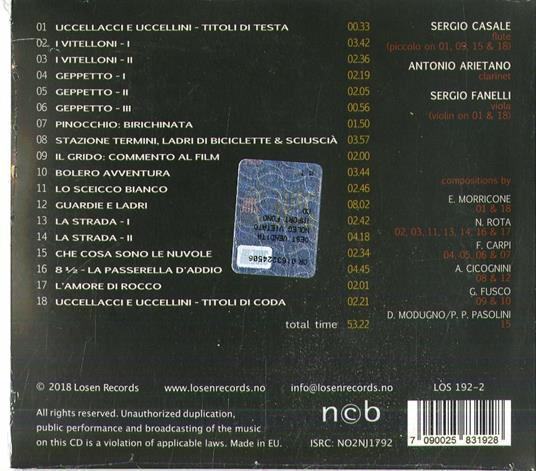 01 UCCELLACCI E UCCELLINI - TITOLI DI TESTA 00.33
02 I VITELLONI - I 03.42
03 I VITELLONI - II 02.36
04 GEPPETTO - I 02.19
05 GEPPETTO - II 02.05
06 GEPPETTO - III 00.56
07 PINOCCHIO: BIRICHINATA 01.50
08 STAZIONE TERMINI, LADRI DI BICICLETTE & SCIUSCIÀ 03.57
09 IL GRIDO: COMMENTO AL FILM 02.00
10 BOLERO AVVENTURA 03.44
11 LO SCEICCO BIANCO 02.46
12 GUARDIE E LADRI 08.02
13 LA STRADA - I 01.42
14 LA STRADA - II 04.18
15 CHE COSA SONO LE NUVOLE 02.34
16 8 ½ - LA PASSERELLA D'ADDIO 04.45
17 L'AMORE DI ROCCO 02.01
18 UCCELLACCI E UCCELLINI - TITOLI DI CODA 02.21
total time 53.22
SERGIO CASALE
flute
(piccolo on 01, 09, 15 & 18)
ANTONIO ARIETANO
clarinet
SERGIO FANELLI
viola
(violin on 01 & 18)
compositions by
E. MORRICONE
01 & 18
N. ROTA
02, 03, 11, 13, 14, 16 & 17
F. CARPI
04, 05, 06 & 07
A. CICOGNINI
08 & 12
G. FUSCO
09 & 10
D. MODUGNO/P. P. PASOLINI
15
DEST VENDITA
NOLEG VIETATO
OR 0163224506
© 2018 Losen Records www.losenrecords.no info@losenrecords.no LOS 192-2
All rights reserved. Unauthorized duplication,
public performance and broadcasting of the music
on this CD is a violation of applicable laws. Made in EU.
n©b
ISRC: NO2NJ1792
7 090025 831928